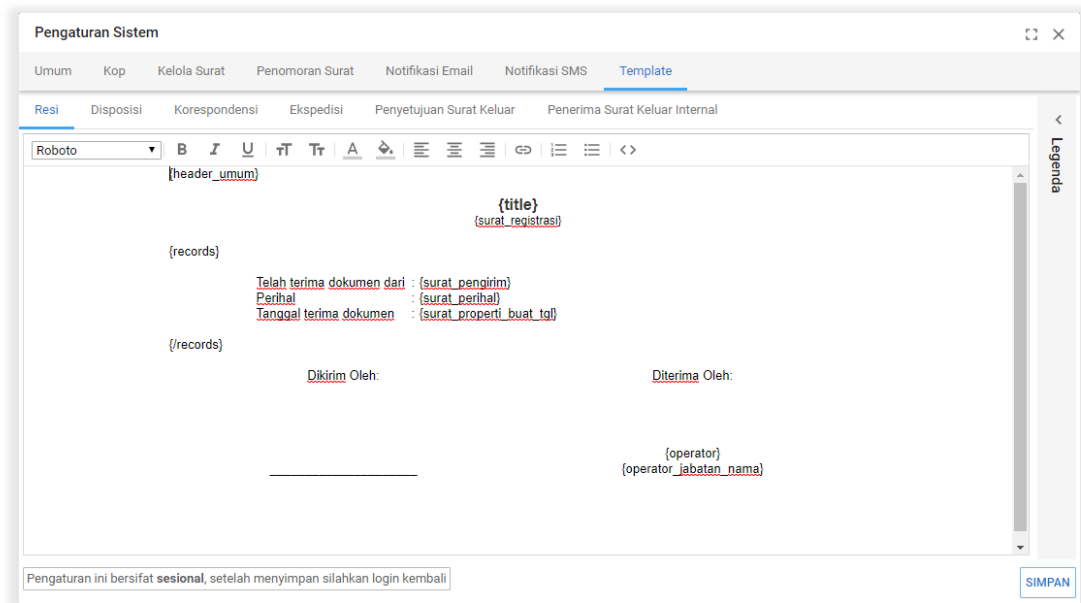 Pengaturan Sistem
Umum Kop Kelola Surat Penomoran Surat Notifikasi Email Notifikasi SMS Template
Resi Disposisi Korespondensi Ekspedisi Penyetujuan Surat Keluar Penerima Surat Keluar Internal
Legenda
Roboto
{header_umum}
{title}
{surat_registrasi}
{records}
Telah terima dokumen dari : {surat_pengirim}
Perihal : {surat_perihal}
Tanggal terima dokumen : {surat_properti_buat_tgl}
{/records}
Dikirim Oleh: Diterima Oleh:
{operator}
{operator_jabatan_nama}
Pengaturan ini bersifat sesional, setelah menyimpan silahkan login kembali
SIMPAN